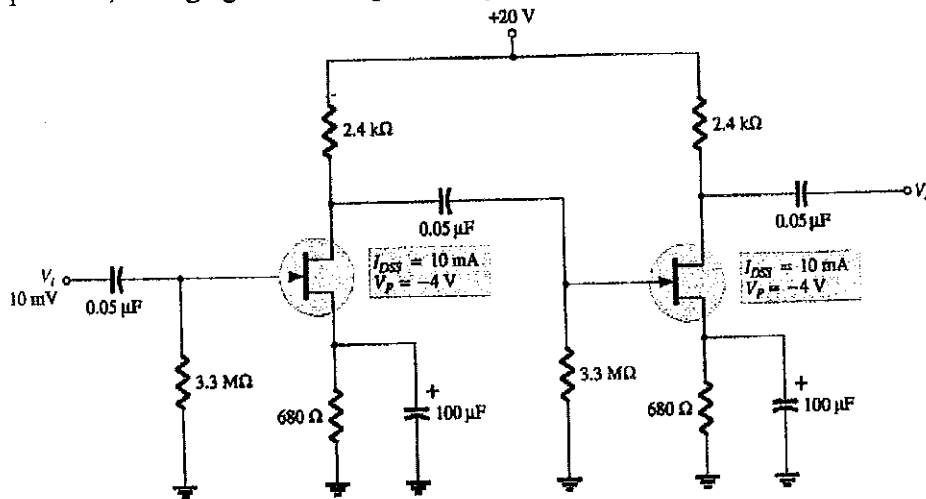 +20 V
2.4 kΩ
2.4 kΩ
0.05 µF
0.05 µF
I_DSS = 10 mA
V_P = −4 V
I_DSS = 10 mA
V_P = −4 V
V_i
10 mV
0.05 µF
3.3 MΩ
680 Ω
+
100 µF
3.3 MΩ
680 Ω
+
100 µF